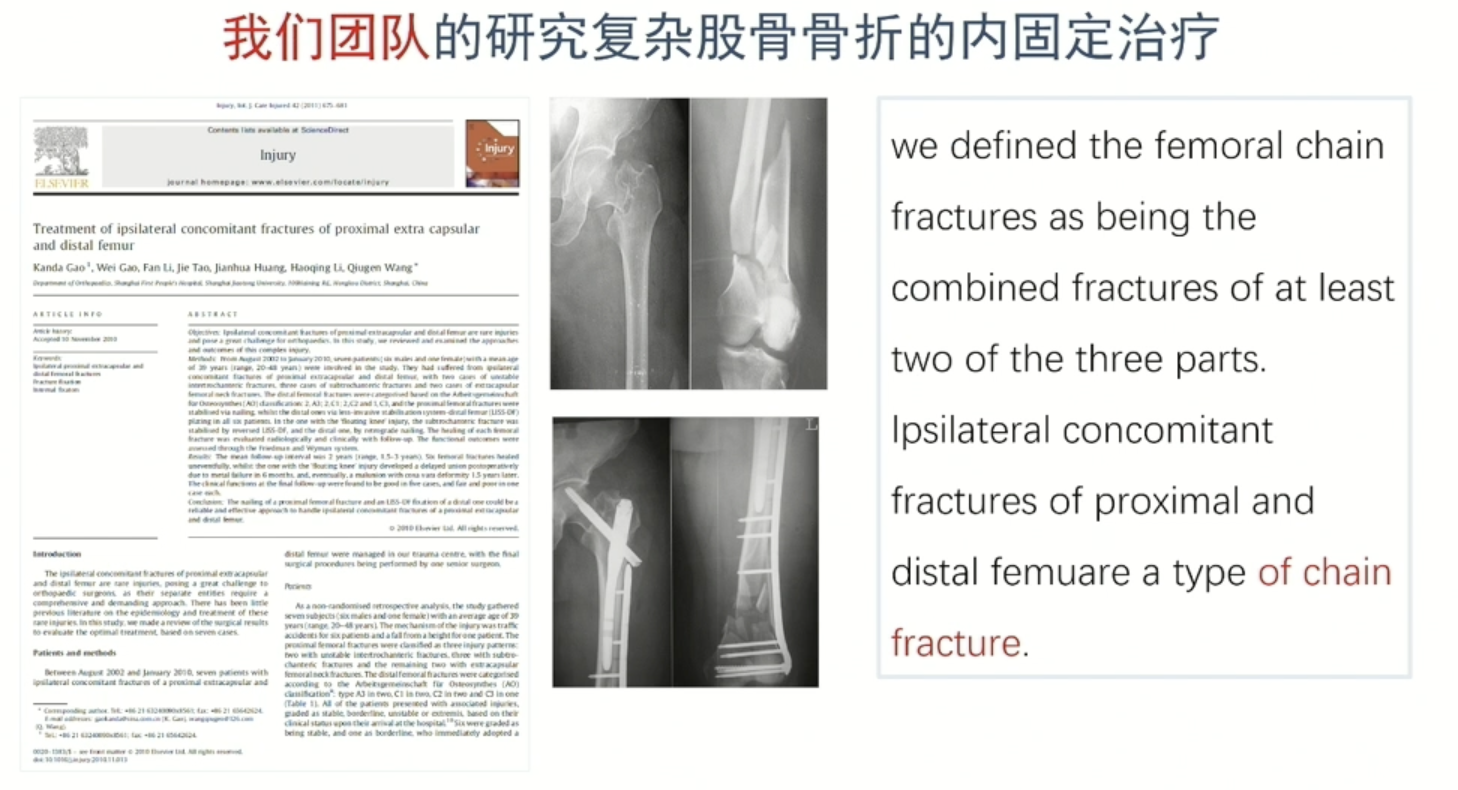 我们团队的研究复杂股骨骨折的内固定治疗
Injury, Int. J. Care Injured 42 (2011) 675–681
Contents lists available at ScienceDirect
Injury
journal homepage: www.elsevier.com/locate/injury
ELSEVIER
Injury
Treatment of ipsilateral concomitant fractures of proximal extra capsular
and distal femur
Kanda Gao 1, Wei Gao, Fan Li, Jie Tao, Jianhua Huang, Haoqing Li, Qiugen Wang *
ARTICLE INFO
Article history:
Accepted 10 November 2010
Keywords:
Ipsilateral proximal extracapsular and
distal femoral fractures
Fracture fixation
Internal fixators
ABSTRACT
Objectives: Ipsilateral concomitant fractures of proximal extracapsular and distal femur are rare injuries
and pose a great challenge for orthopaedics. In this study, we reviewed and examined the approaches
and outcomes of this complex injury.
Methods: From August 2002 to January 2010, seven patients (six males and one female) with a mean age
of 39 years (range, 20–48 years) were involved in the study. They had suffered from ipsilateral
concomitant fractures of proximal extracapsular and distal femur, with two cases of unstable
intertrochanteric fractures, three cases of subtrochanteric fractures and two cases of extracapsular
femoral neck fractures. The distal femoral fractures were categorised based on the Arbeitsgemeinschaft
für Osteosynthes (AO) classification: 2, A3; 2, C1; 2,C2 and 1, C3, and the proximal femoral fractures were
stabilised via nailing, whilst the distal ones via less-invasive stabilisation system-distal femur (LISS-DF)
plating in all six patients. In the one with the 'floating knee' injury, the subtrochanteric fracture was
stabilised by reversed LISS-DF, and the distal one, by retrograde nailing. The healing of each femoral
fracture was evaluated radiologically and clinically with follow-up. The functional outcomes were
assessed through the Friedman and Wyman system.
Results: The mean follow-up interval was 2 years (range, 1.5–3 years). Six femoral fractures healed
uneventfully, whilst the one with the 'floating knee' injury developed a delayed union postoperatively
due to metal failure in 6 months, and, eventually, a malunion with coxa vara deformity 1.5 years later.
The clinical functions at the final follow-up were found to be good in five cases, and fair and poor in one
case each.
Conclusion: The nailing of a proximal femoral fracture and an LISS-DF fixation of a distal one could be a
reliable and effective approach to handle ipsilateral concomitant fractures of a proximal extracapsular
and distal femur.
© 2010 Elsevier Ltd. All rights reserved.
Introduction
The ipsilateral concomitant fractures of proximal extracapsular
and distal femur are rare injuries, posing a great challenge to
orthopaedic surgeons, as their separate entities require a
comprehensive and demanding approach. There has been little
previous literature on the epidemiology and treatment of these
rare injuries. In this study, we made a review of the surgical results
to evaluate the optimal treatment, based on seven cases.
Patients and methods
Between August 2002 and January 2010, seven patients with
ipsilateral concomitant fractures of a proximal extracapsular and
* Corresponding author.
0020-1383/$ – see front matter © 2010 Elsevier Ltd. All rights reserved.
distal femur were managed in our trauma centre, with the final
surgical procedures being performed by one senior surgeon.
Patients
As a non-randomised retrospective analysis, the study gathered
seven subjects (six males and one female) with an average age of 39
years (range, 20–48 years). The mechanism of the injury was traffic
accidents for six patients and a fall from a height for one patient. The
proximal femoral fractures were classified as three injury patterns:
two with unstable intertrochanteric fractures, three with subtro-
chanteric fractures and the remaining two with extracapsular
femoral neck fractures. The distal femoral fractures were categorised
according to the Arbeitsgemeinschaft für Osteosynthes (AO)
classification: type A3 in two, C1 in two, C2 in two and C3 in one
(Table 1). All of the patients presented with associated injuries,
graded as stable, borderline, unstable or extremis, based on their
clinical status upon their arrival at the hospital. Six were graded as
being stable, and one as borderline, who immediately adopted a
L
we defined the femoral chain
fractures as being the
combined fractures of at least
two of the three parts.
Ipsilateral concomitant
fractures of proximal and
distal femuare a type of chain
fracture.